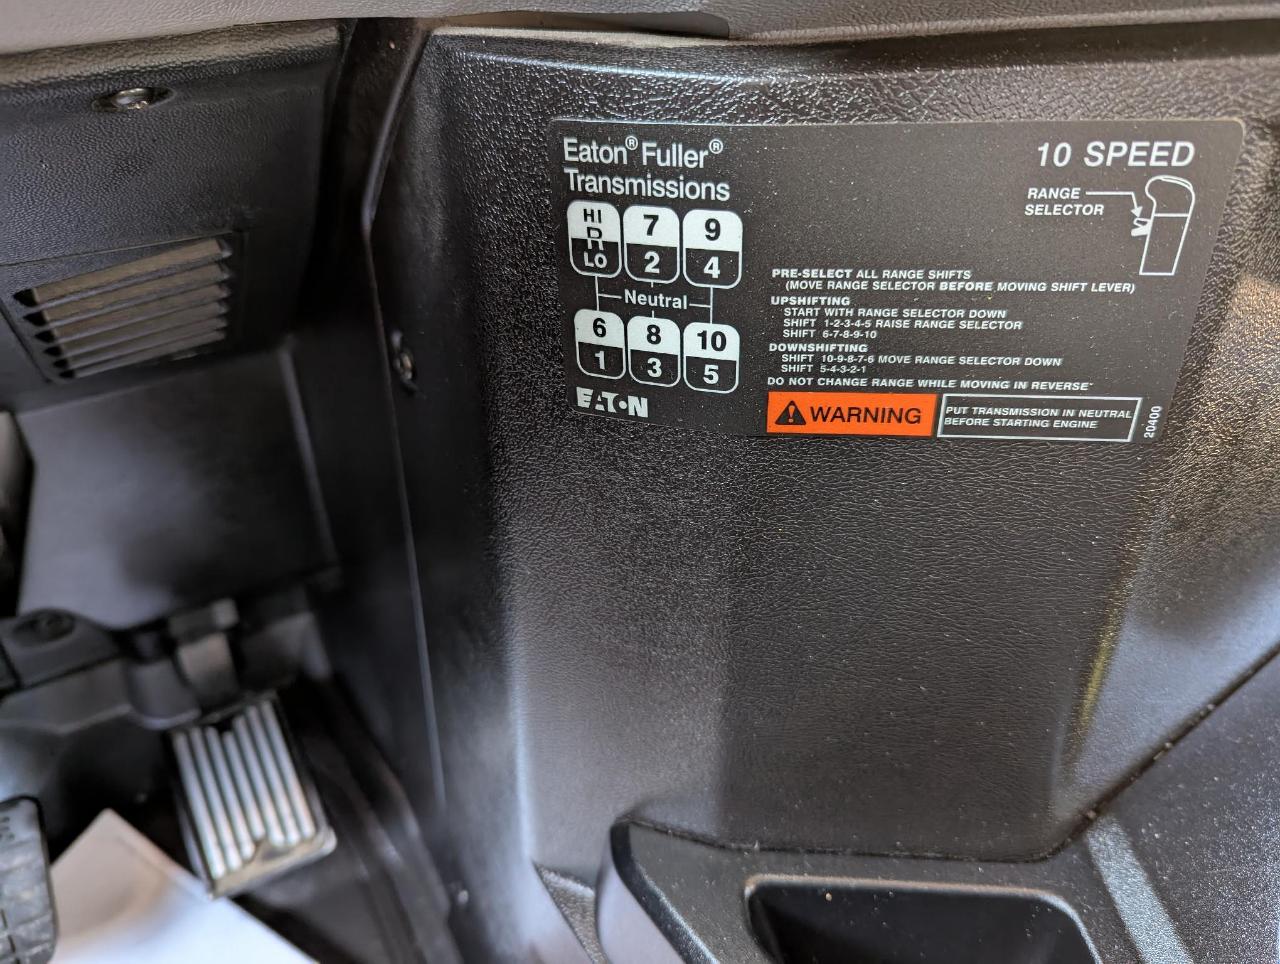 Eaton® Fuller®
Transmissions
10 SPEED
RANGE
SELECTOR
HI
R
LO
7
2
9
4
Neutral
6
1
8
3
10
5
EATON
PRE-SELECT ALL RANGE SHIFTS
(MOVE RANGE SELECTOR BEFORE MOVING SHIFT LEVER)
UPSHIFTING
START WITH RANGE SELECTOR DOWN
SHIFT 1-2-3-4-5 RAISE RANGE SELECTOR
SHIFT 6-7-8-9-10
DOWNSHIFTING
SHIFT 10-9-8-7-6 MOVE RANGE SELECTOR DOWN
SHIFT 5-4-3-2-1
DO NOT CHANGE RANGE WHILE MOVING IN REVERSE
WARNING
PUT TRANSMISSION IN NEUTRAL
BEFORE STARTING ENGINE
20400